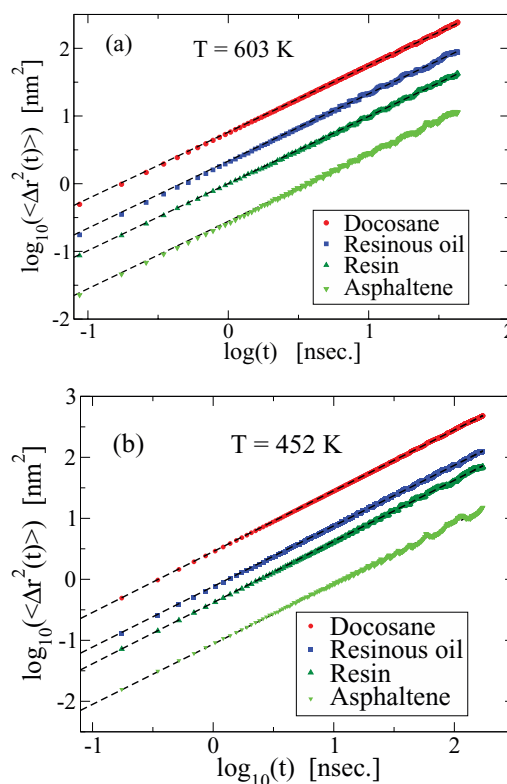 (a)
T = 603 K
log10(<Δr²(t)>) [nm²]
2
1
0
-1
-2
Docosane
Resinous oil
Resin
Asphaltene
-1 0 1 2
log(t) [nsec.]
(b)
T = 452 K
log10(<Δr²(t)>) [nm²]
3
2
1
0
-1
-2
Docosane
Resinous oil
Resin
Asphaltene
-1 0 1 2
log10(t) [nsec.]